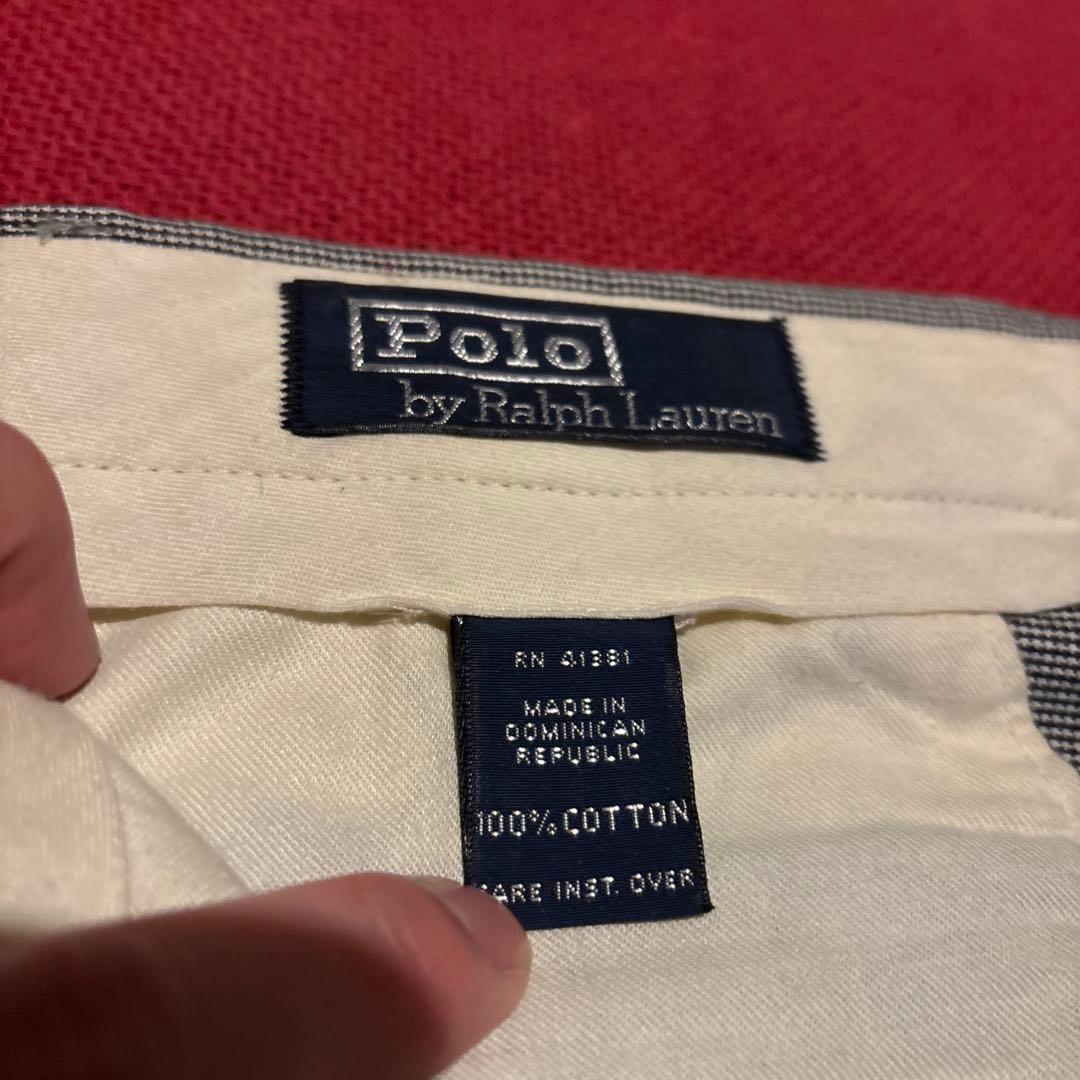 Polo
by Ralph Lauren
RN 41381
MADE IN
DOMINICAN
REPUBLIC
100% COTTON
CARE INST. OVER